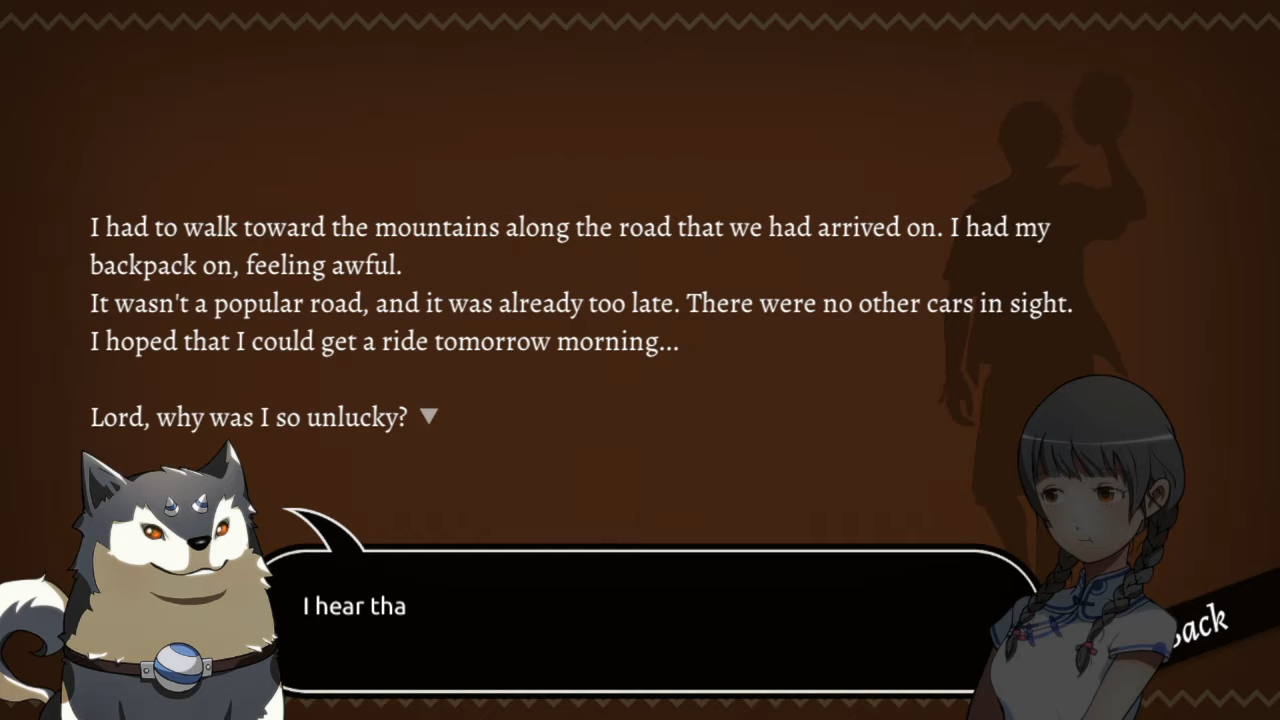 I had to walk toward the mountains along the road that we had arrived on. I had my
backpack on, feeling awful.
It wasn't a popular road, and it was already too late. There were no other cars in sight.
I hoped that I could get a ride tomorrow morning...
Lord, why was I so unlucky?
I hear tha